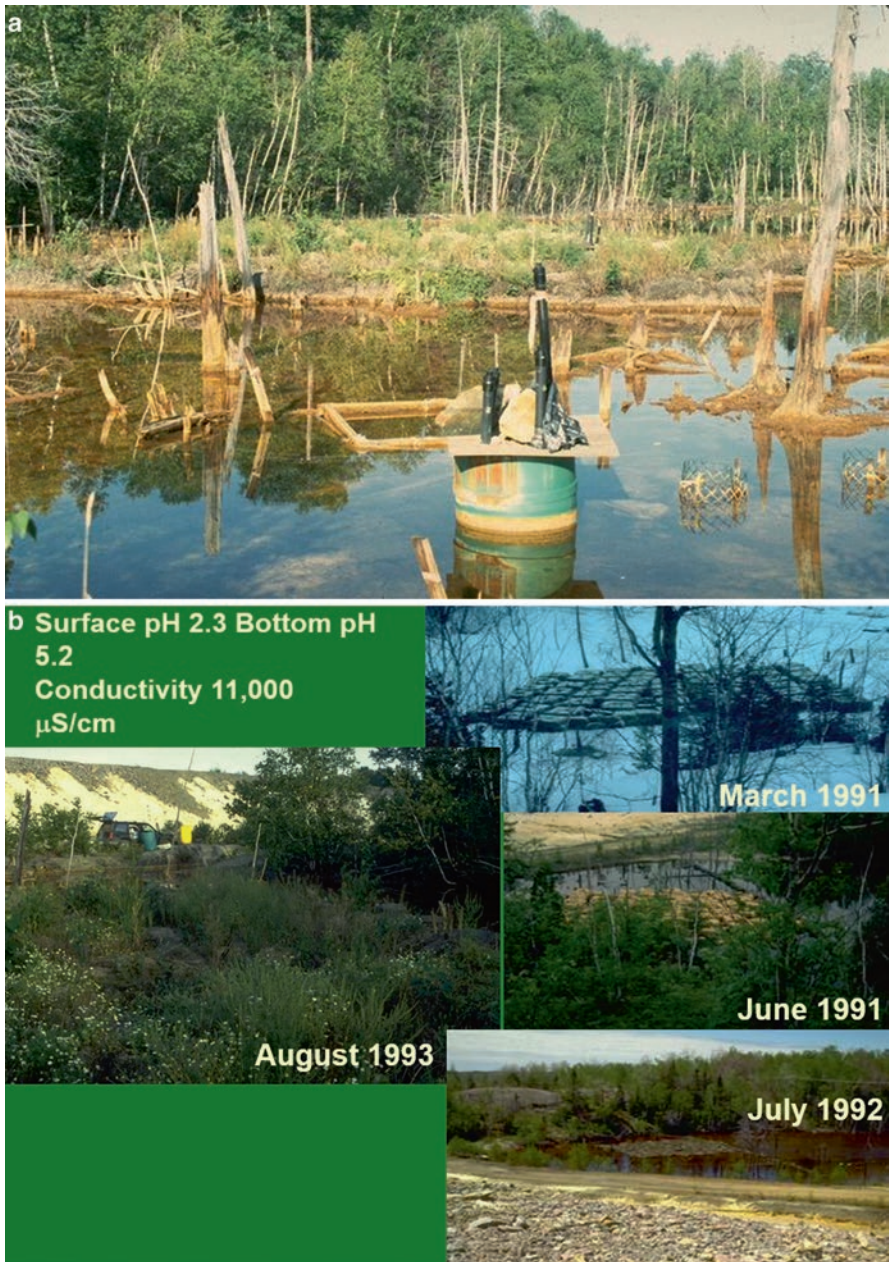 a
b Surface pH 2.3 Bottom pH
5.2
Conductivity 11,000
μS/cm
March 1991
June 1991
August 1993
July 1992